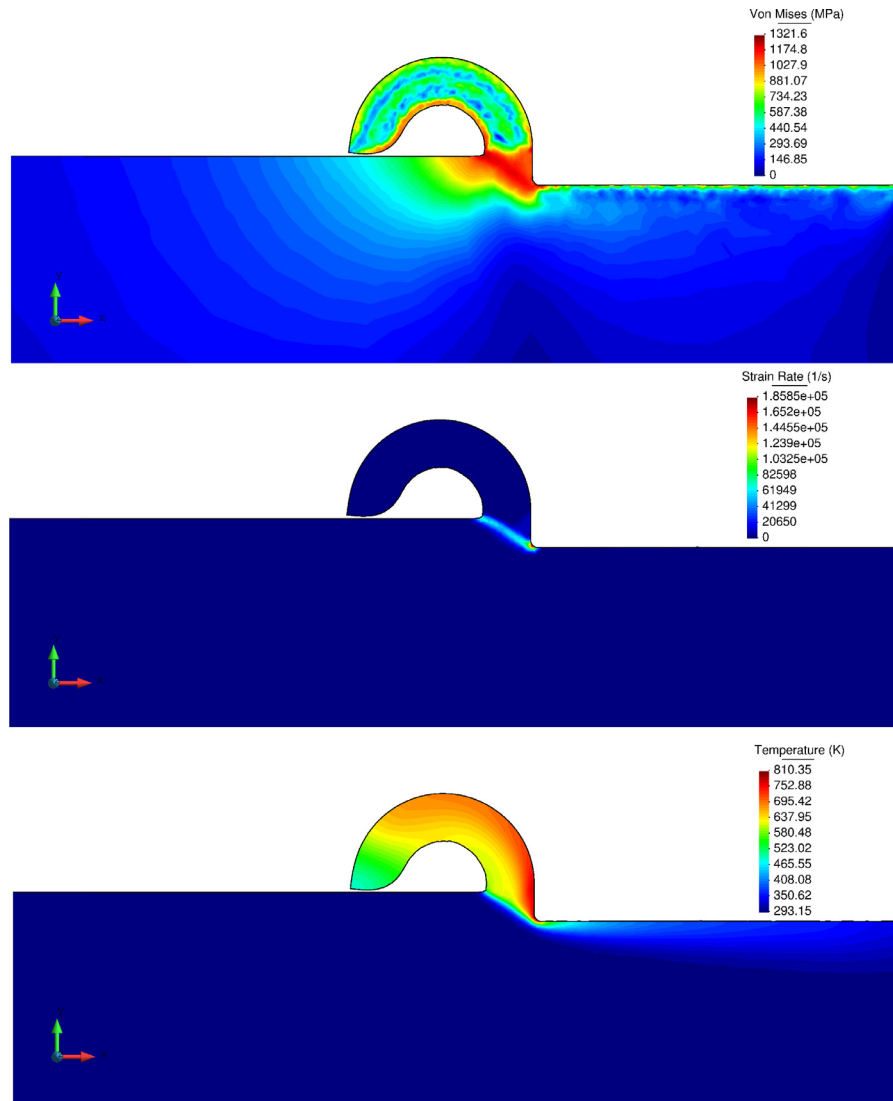 Von Mises (MPa)
1321.6
1174.8
1027.9
881.07
734.23
587.38
440.54
293.69
146.85
0
Y
X
Strain Rate (1/s)
1.8585e+05
1.652e+05
1.4455e+05
1.239e+05
1.0325e+05
82598
61949
41299
20650
0
X
Temperature (K)
810.35
752.88
695.42
637.95
580.48
523.02
465.55
408.08
350.62
293.15
Y
X